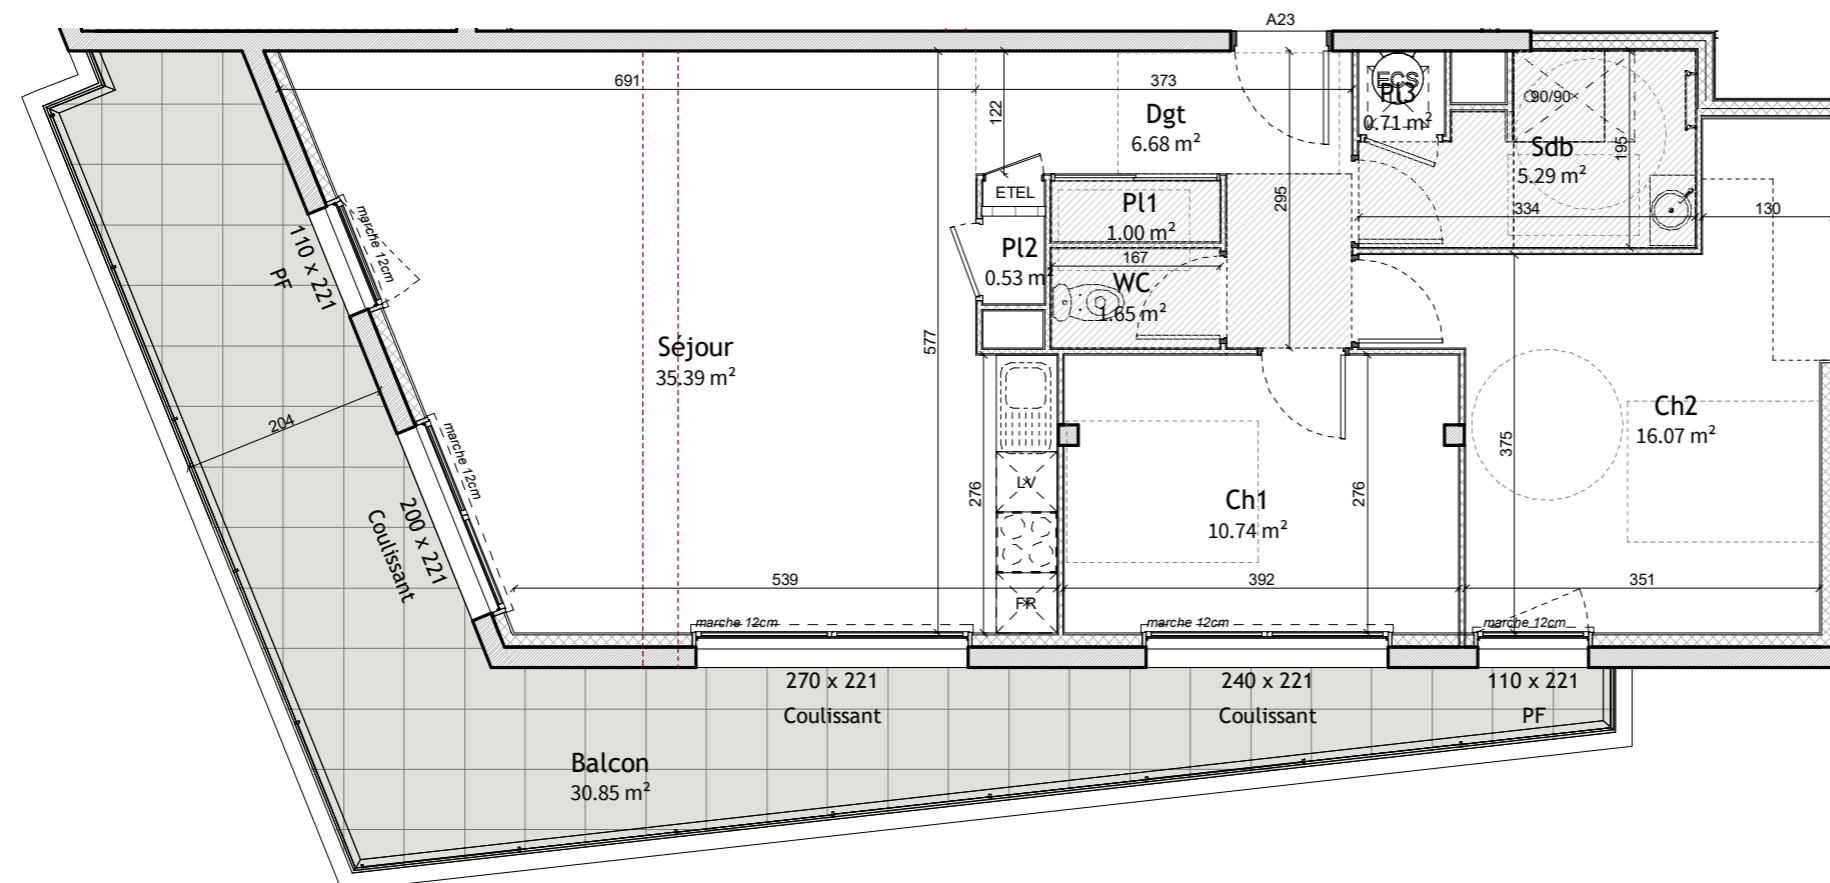 A23
691
373
122
Dgt
6.68 m²
ECS
Pl3
0.71 m²
90/90
Sdb
5.29 m²
195
334
130
ETEL
Pl1
1.00 m²
295
Pl2
0.53 m²
167
WC
1.65 m²
marche 12cm
110 x 221
PF
Séjour
35.39 m²
577
204
marche 12cm
200 x 221
Coulissant
276
LV
FR
Ch1
10.74 m²
276
375
Ch2
16.07 m²
539
392
351
marche 12cm
marche 12cm
marche 12cm
270 x 221
Coulissant
240 x 221
Coulissant
110 x 221
PF
Balcon
30.85 m²